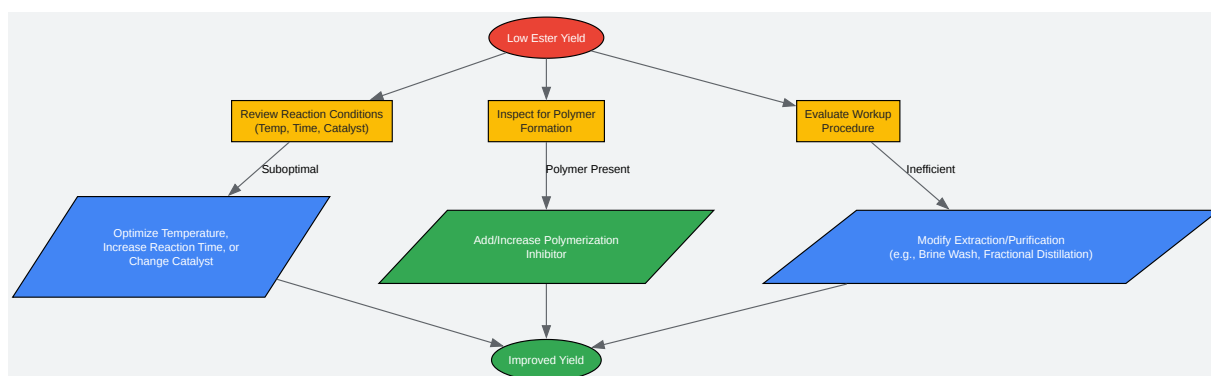 Low Ester Yield
Review Reaction Conditions
(Temp, Time, Catalyst)
Inspect for Polymer
Formation
Evaluate Workup
Procedure
Suboptimal
Polymer Present
Inefficient
Optimize Temperature,
Increase Reaction Time, or
Change Catalyst
Add/Increase Polymerization
Inhibitor
Modify Extraction/Purification
(e.g., Brine Wash, Fractional Distillation)
Improved Yield